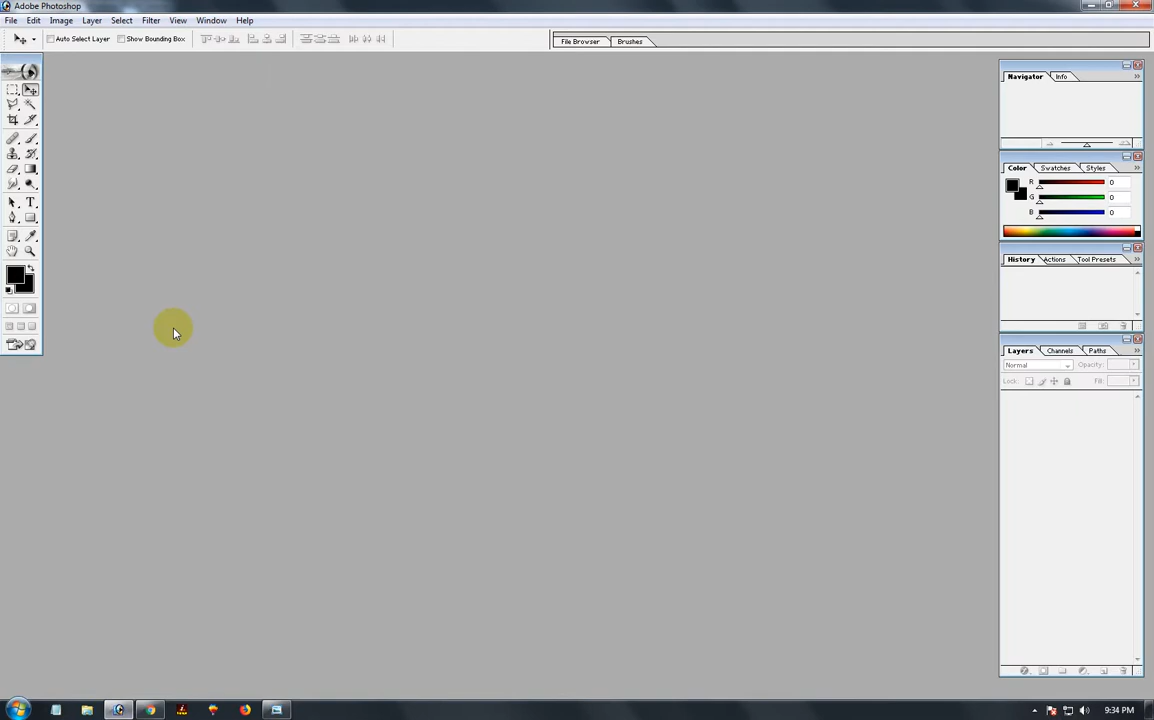 Adobe Photoshop
File Edit Image Layer Select Filter View Window Help
Auto Select Layer Show Bounding Box File Browser Brushes
Navigator Info
Color Swatches Styles
R 0
G 0
B 0
History Actions Tool Presets
Layers Channels Paths
Normal Opacity:
Lock: Fill:
9:34 PM